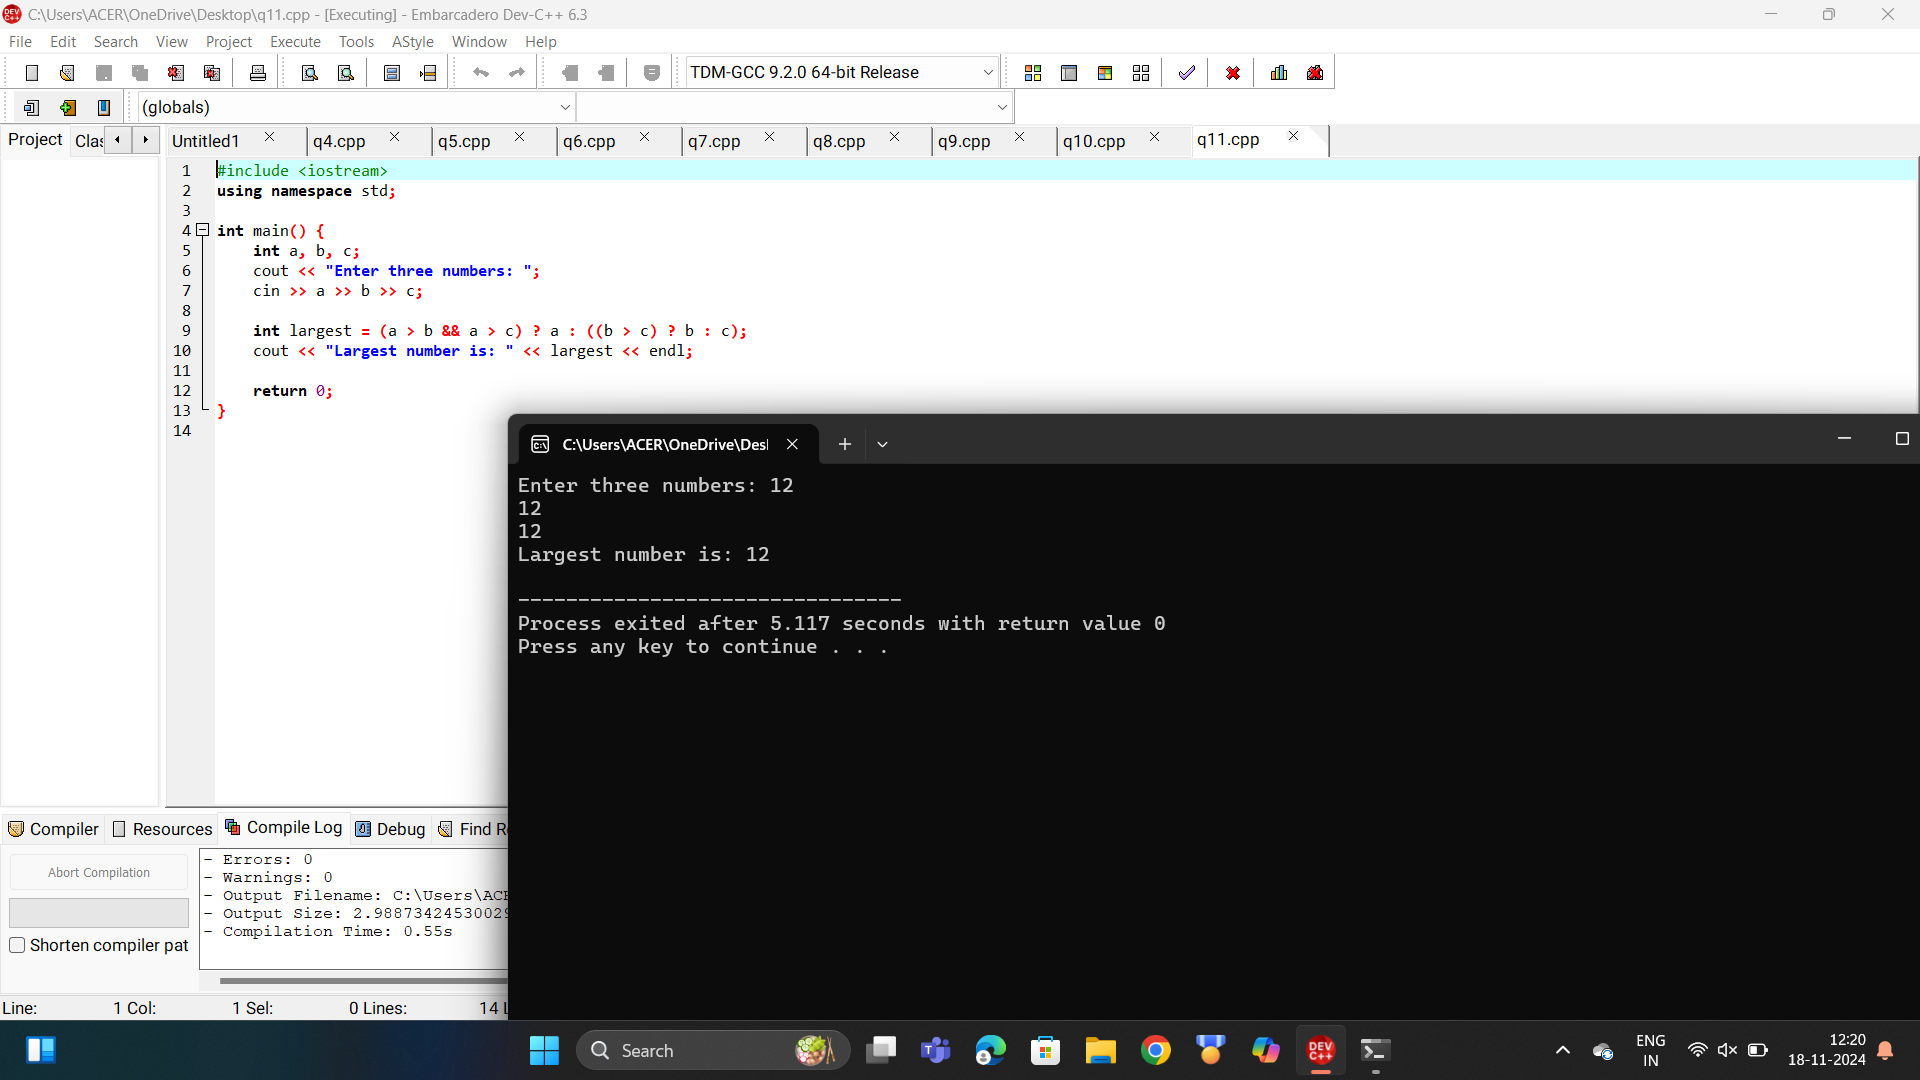 C:\Users\ACER\OneDrive\Desktop\q11.cpp - [Executing] - Embarcadero Dev-C++ 6.3
File Edit Search View Project Execute Tools AStyle Window Help
TDM-GCC 9.2.0 64-bit Release
(globals)
Project Clas Untitled1 q4.cpp q5.cpp q6.cpp q7.cpp q8.cpp q9.cpp q10.cpp q11.cpp
1 #include <iostream>
2 using namespace std;
3
4 int main() {
5 int a, b, c;
6 cout << "Enter three numbers: ";
7 cin >> a >> b >> c;
8
9 int largest = (a > b && a > c) ? a : ((b > c) ? b : c);
10 cout << "Largest number is: " << largest << endl;
11
12 return 0;
13 }
14
C:\Users\ACER\OneDrive\Des
Enter three numbers: 12
12
12
Largest number is: 12
--------------------------------
Process exited after 5.117 seconds with return value 0
Press any key to continue . . .
Compiler Resources Compile Log Debug Find R
Abort Compilation
Shorten compiler pat
- Errors: 0
- Warnings: 0
- Output Filename: C:\Users\ACE
- Output Size: 2.98873424530029
- Compilation Time: 0.55s
Line: 1 Col: 1 Sel: 0 Lines: 14 L
Search
DEV C++
ENG
IN
12:20
18-11-2024